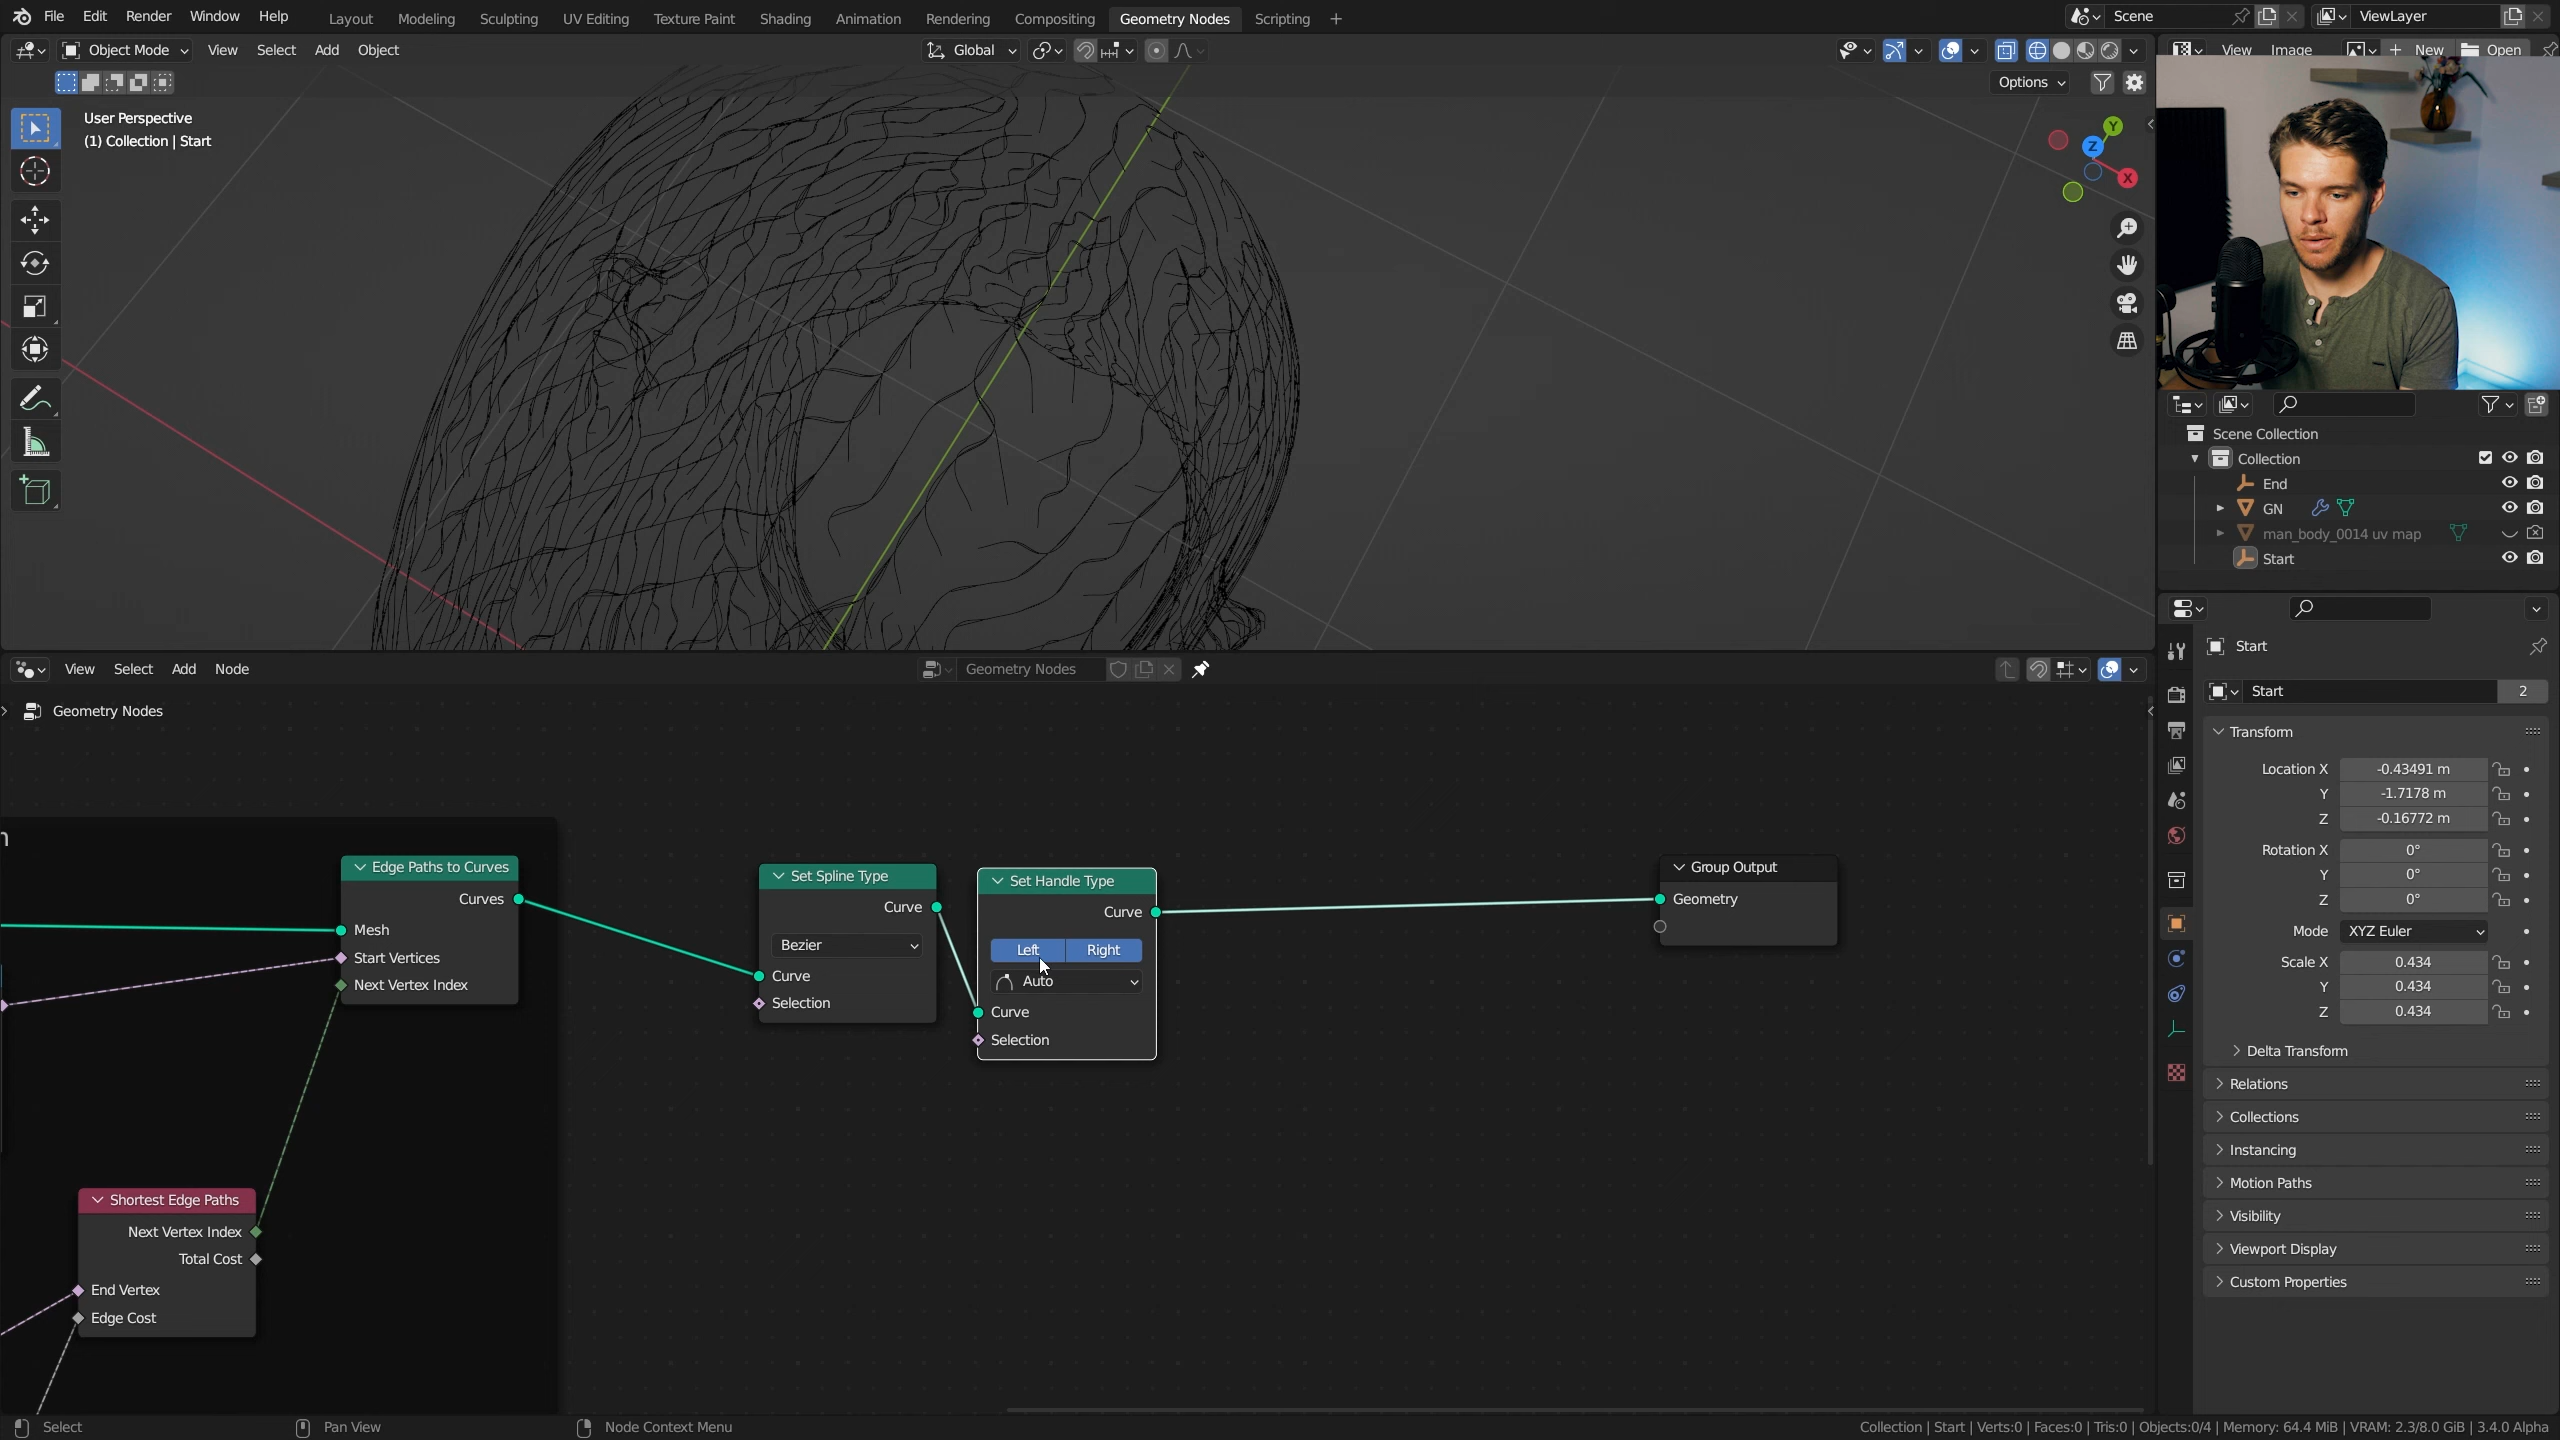 File Edit Render Window Help
Layout Modeling Sculpting UV Editing Texture Paint Shading Animation Rendering Compositing Geometry Nodes Scripting
Scene
ViewLayer
Object Mode View Select Add Object
Global
View Image New Open
Options
User Perspective
(1) Collection | Start
Y
Z
X
Scene Collection
Collection
End
GN
man_body_0014 uv map
Start
Start
Start 2
Transform
Location X -0.43491 m
Y -1.7178 m
Z -0.16772 m
Rotation X 0°
Y 0°
Z 0°
Mode XYZ Euler
Scale X 0.434
Y 0.434
Z 0.434
Delta Transform
Relations
Collections
Instancing
Motion Paths
Visibility
Viewport Display
Custom Properties
View Select Add Node
Geometry Nodes
Geometry Nodes
Edge Paths to Curves
Curves
Mesh
Start Vertices
Next Vertex Index
Set Spline Type
Curve
Bezier
Curve
Selection
Set Handle Type
Curve
Left Right
Auto
Curve
Selection
Group Output
Geometry
Shortest Edge Paths
Next Vertex Index
Total Cost
End Vertex
Edge Cost
Select Pan View Node Context Menu
Collection | Start | Verts:0 | Faces:0 | Tris:0 | Objects:0/4 | Memory: 64.4 MiB | VRAM: 2.3/8.0 GiB | 3.4.0 Alpha